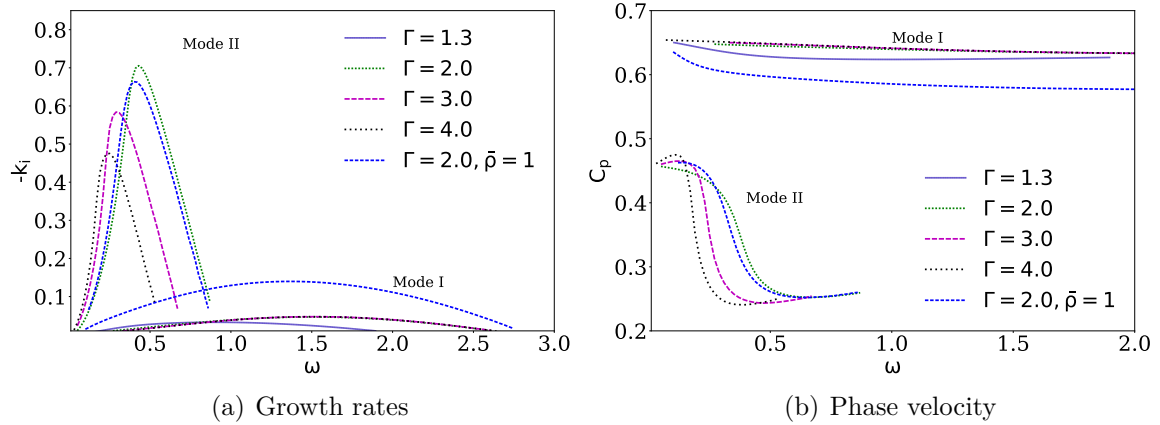 0.8
0.7
0.6
0.5
0.4
0.3
0.2
0.1
-k_i
0.5 1.0 1.5 2.0 2.5 3.0
ω
Mode II
Mode I
Γ = 1.3
Γ = 2.0
Γ = 3.0
Γ = 4.0
Γ = 2.0, ρ̄ = 1
(a) Growth rates
0.7
0.6
0.5
0.4
0.3
0.2
C_p
0.5 1.0 1.5 2.0
ω
Mode I
Mode II
Γ = 1.3
Γ = 2.0
Γ = 3.0
Γ = 4.0
Γ = 2.0, ρ̄ = 1
(b) Phase velocity